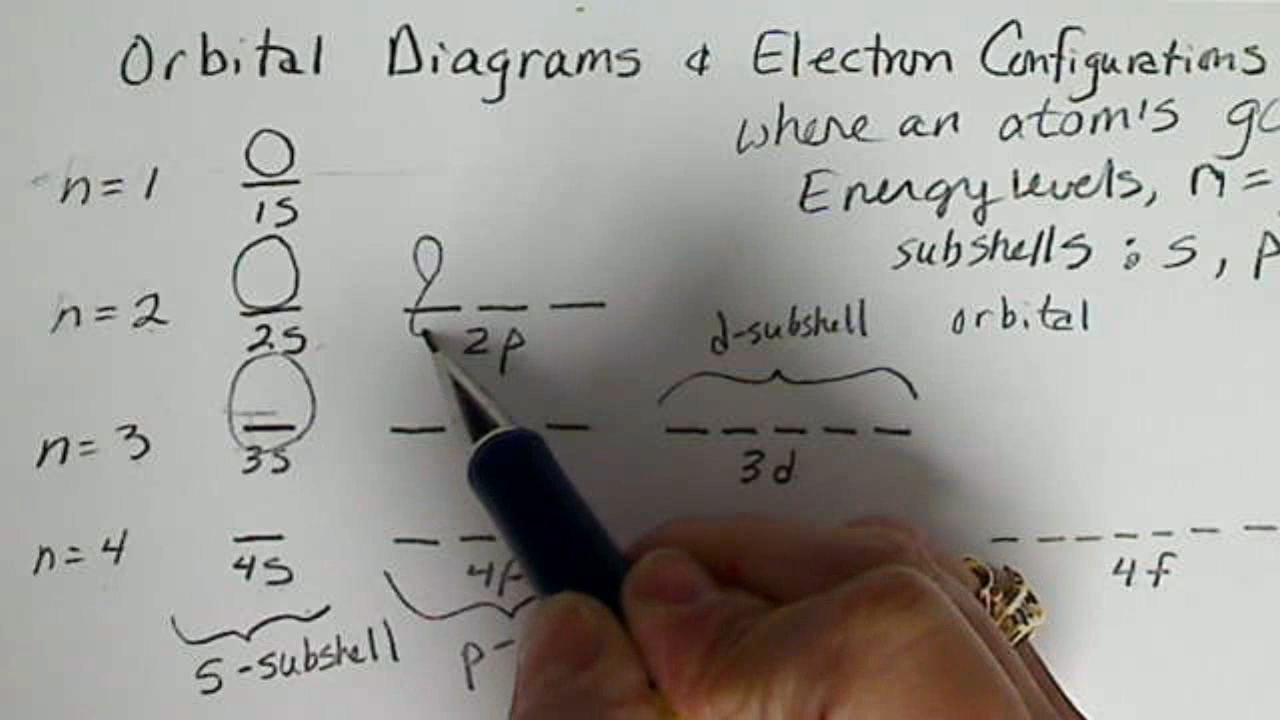 Orbital Diagrams & Electron Configurations
where an atom's
Energy levels, n =
subshells : s, p
n = 1
1s
n = 2
2s
2p
d-subshell
orbital
n = 3
3s
3d
n = 4
4s
4f
s-subshell
p-